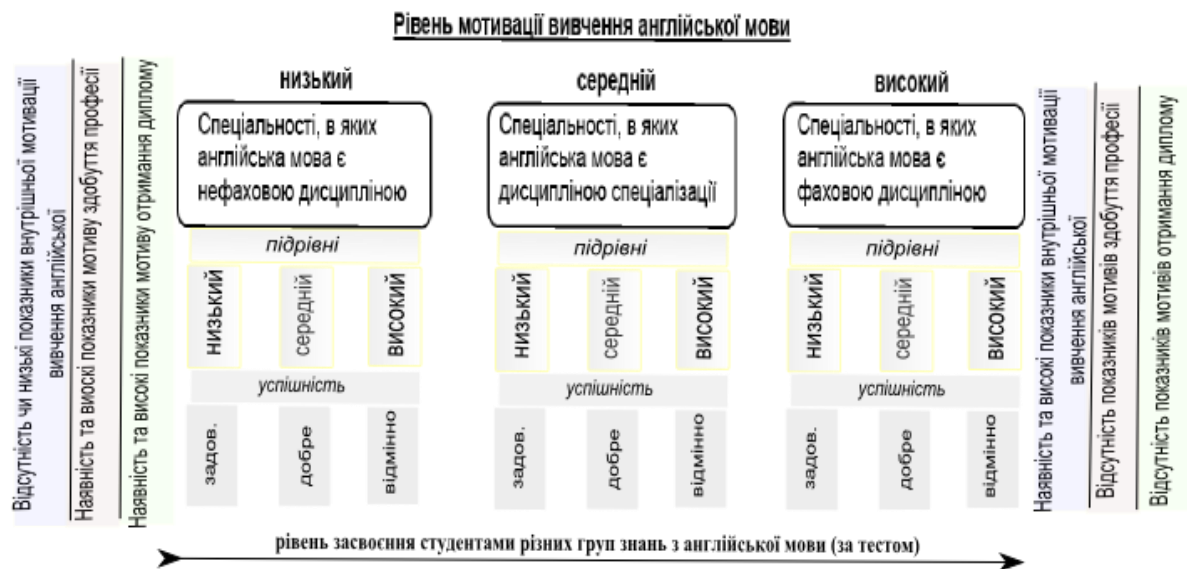 Рівень мотивації вивчення англійської мови
Відсутність чи низькі показники внутрішньої мотивації
вивчення англійської
Наявність та виоскі показники мотиву здобуття професії
Наявність та високі показники мотиву отримання диплому
низький
Спеціальності, в яких
англійська мова є
нефаховою дисципліною
підрівні
низький
середній
високий
успішність
задов.
добре
відмінно
середній
Спеціальності, в яких
англійська мова є
дисципліною спеціалізації
підрівні
низький
середній
високий
успішність
задов.
добре
відмінно
високий
Спеціальності, в яких
англійська мова є
фаховою дисципліною
підрівні
низький
середній
високий
успішність
задов.
добре
відмінно
Наявність та високі показники внутрішньої мотивації
вивчення англійської
Відсутність показників мотивів здобуття професії
Відсутність показників мотивів отримання диплому
рівень засвоєння студентами різних груп знань з англійської мови (за тестом)